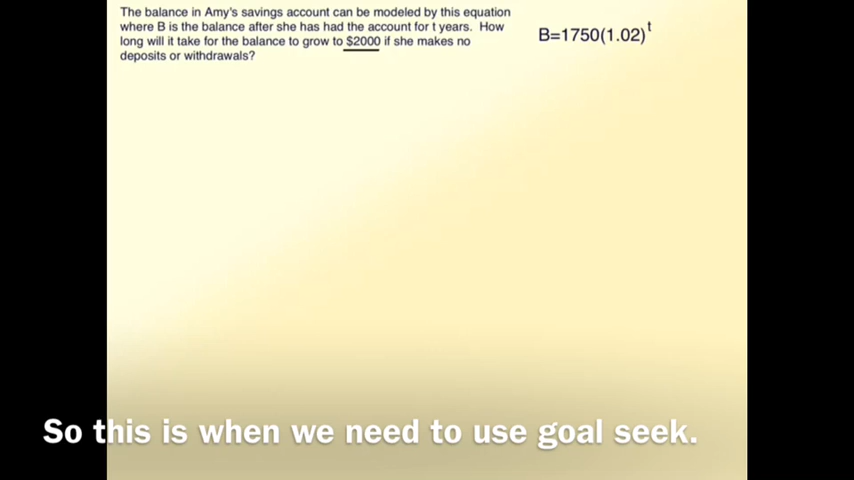 The balance in Amy's savings account can be modeled by this equation
where B is the balance after she has had the account for t years.  How
long will it take for the balance to grow to $2000 if she makes no
deposits or withdrawals?
B=1750(1.02)^t
So this is when we need to use goal seek.